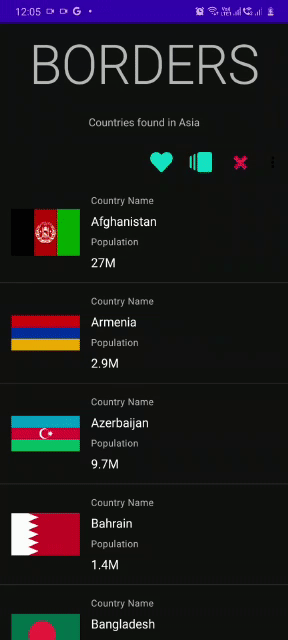 12:05
BORDERS
Countries found in Asia
Country Name
Afghanistan
Population
27M
Country Name
Armenia
Population
2.9M
Country Name
Azerbaijan
Population
9.7M
Country Name
Bahrain
Population
1.4M
Country Name
Bangladesh